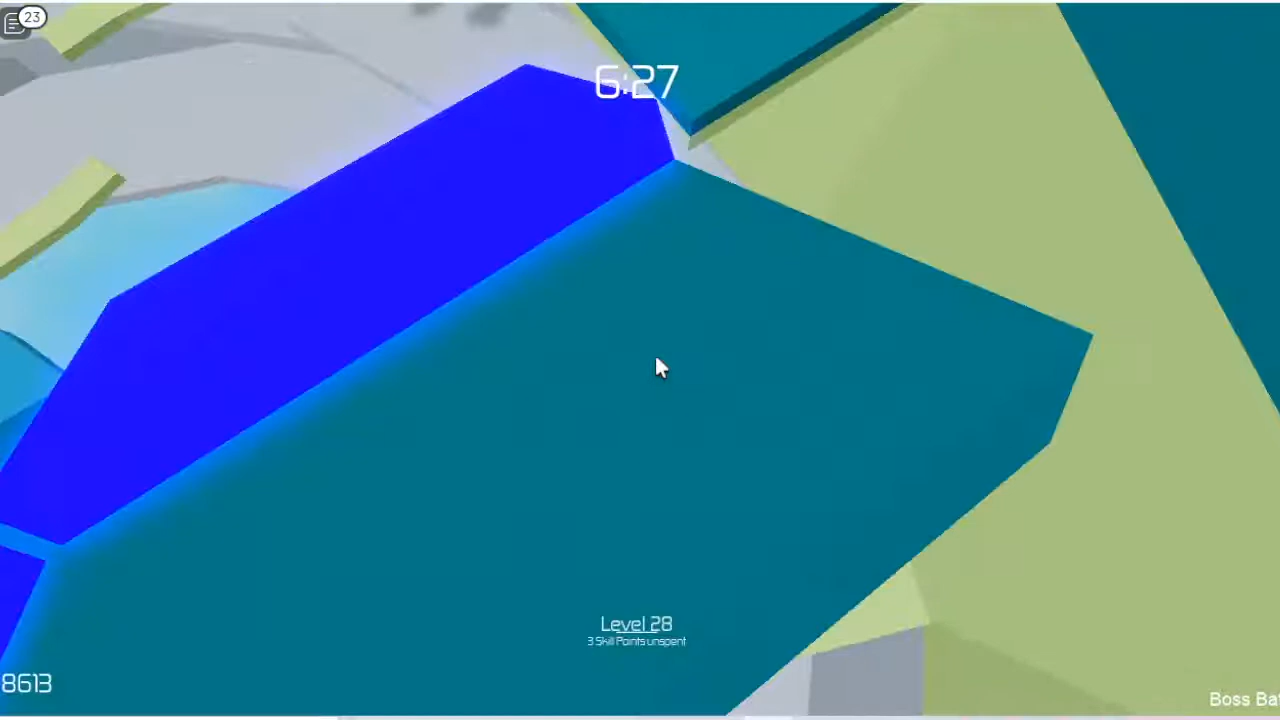 23
6:27
Level 28
3 Skill Points unspent
8613
Boss Ba